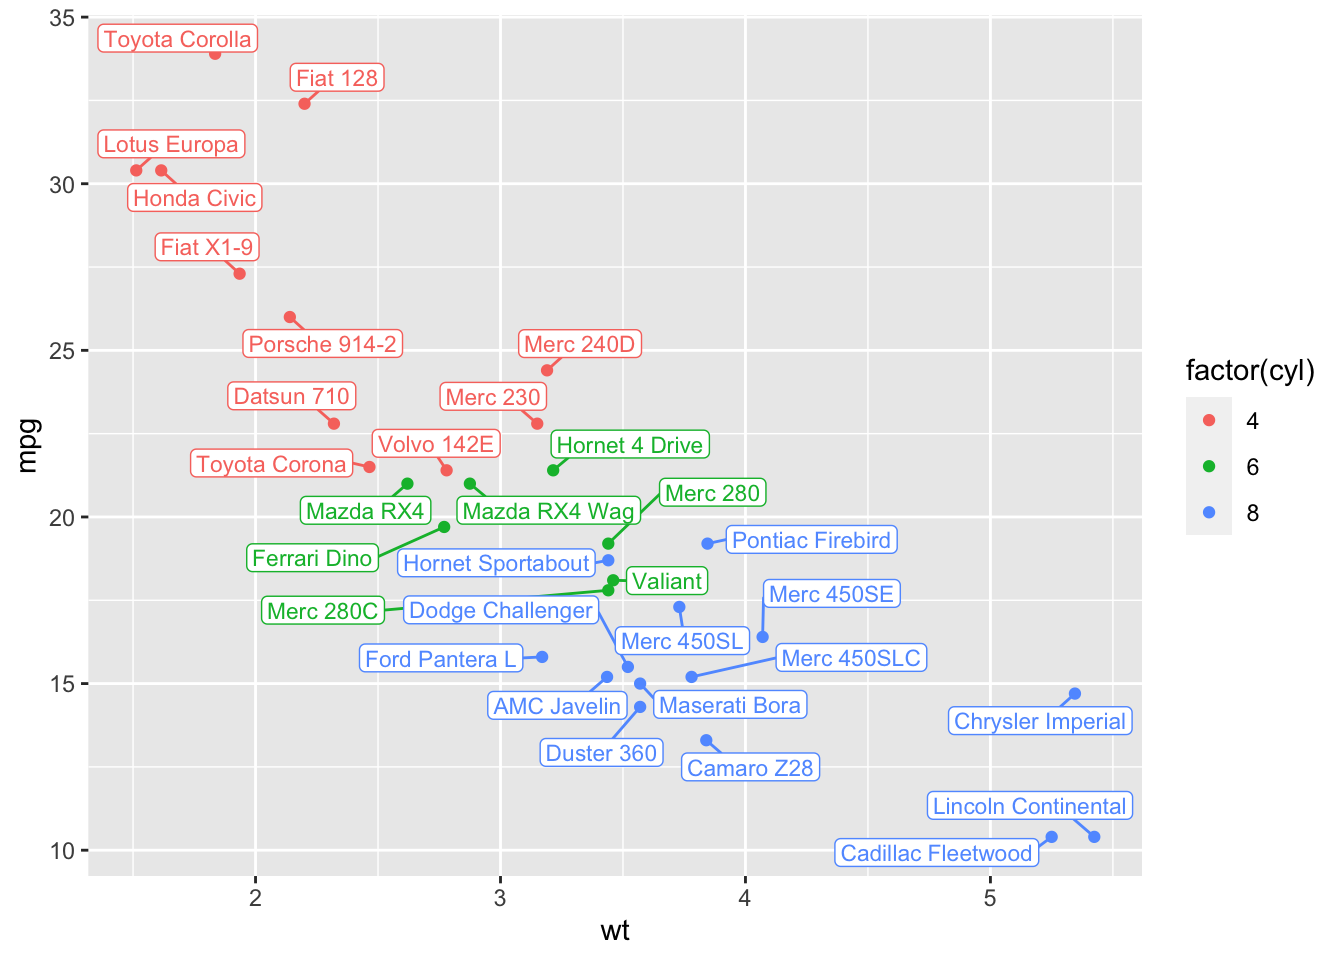 35
Toyota Corolla
Fiat 128
Lotus Europa
30
Honda Civic
Fiat X1-9
Porsche 914-2
Merc 240D
25
Datsun 710
Merc 230
Volvo 142E
Hornet 4 Drive
Toyota Corona
Merc 280
Mazda RX4
Mazda RX4 Wag
20
Pontiac Firebird
Ferrari Dino
Hornet Sportabout
Valiant
Merc 450SE
Merc 280C
Dodge Challenger
Merc 450SL
Ford Pantera L
Merc 450SLC
15
AMC Javelin
Maserati Bora
Chrysler Imperial
Duster 360
Camaro Z28
Lincoln Continental
10
Cadillac Fleetwood
2
3
4
5
wt
mpg
factor(cyl)
4
6
8